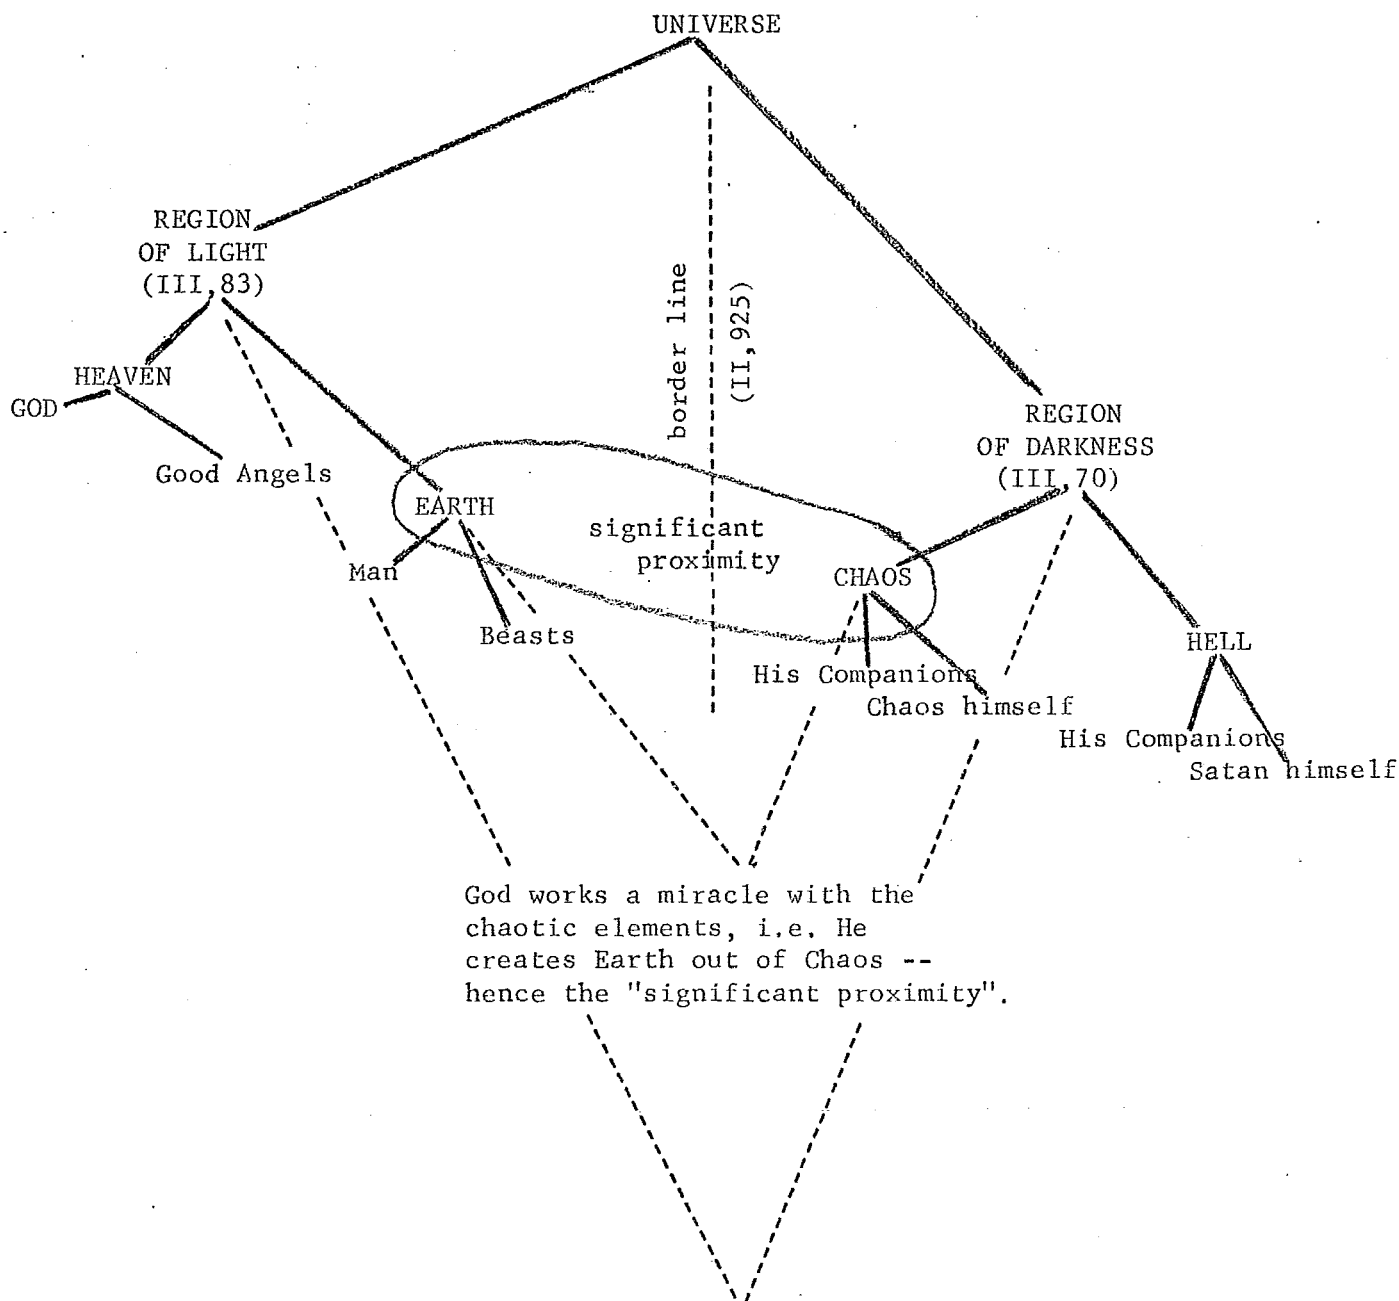 UNIVERSE
REGION
OF LIGHT
(III,83)
border line
(II,925)
HEAVEN
GOD
Good Angels
REGION
OF DARKNESS
(III,70)
EARTH
significant
proximity
Man
CHAOS
Beasts
HELL
His Companions
Chaos himself
His Companions
Satan himself
God works a miracle with the
chaotic elements, i.e. He
creates Earth out of Chaos --
hence the "significant proximity".